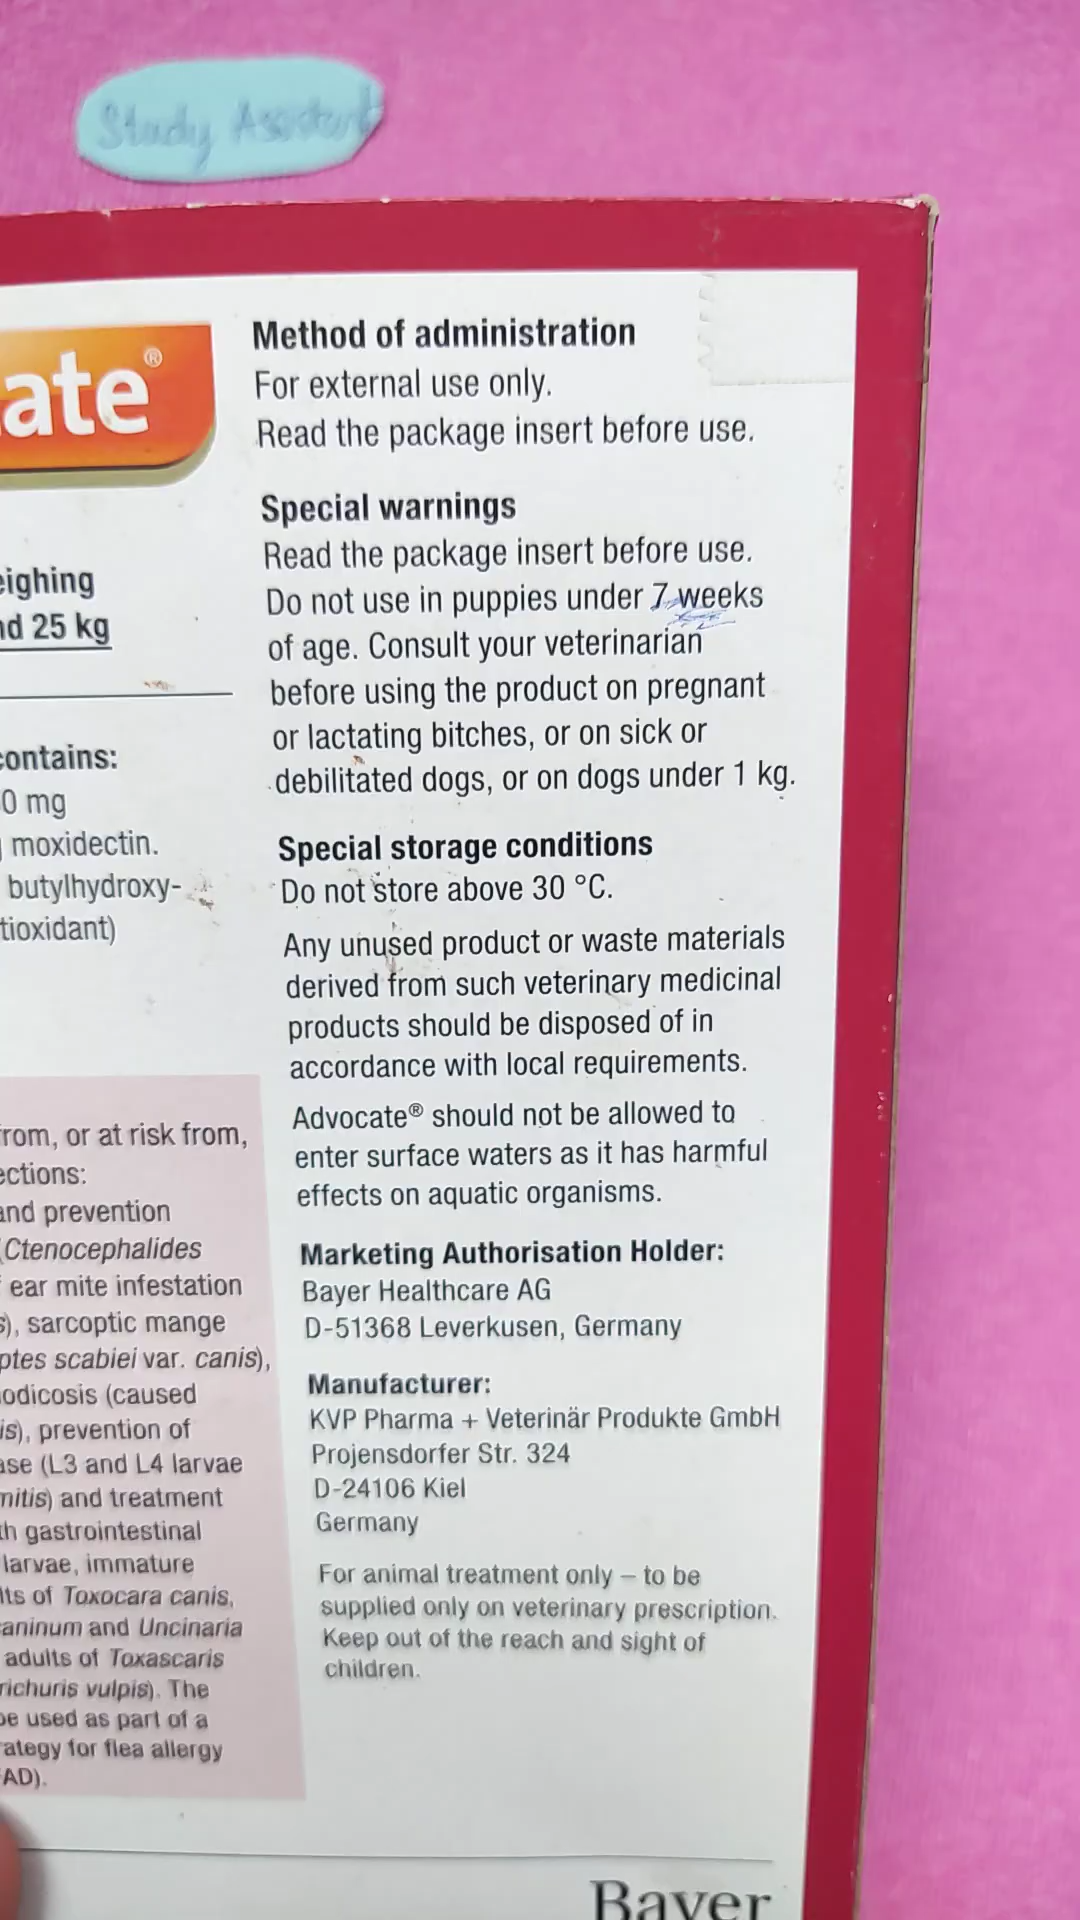 Study Assistant
ate®
eighing
nd 25 kg
contains:
0 mg
moxidectin.
butylhydroxy-
tioxidant)
from, or at risk from,
ections:
and prevention
(Ctenocephalides
ear mite infestation
s), sarcoptic mange
ptes scabiei var. canis),
odicosis (caused
is), prevention of
ase (L3 and L4 larvae
mitis) and treatment
th gastrointestinal
larvae, immature
lts of Toxocara canis,
aninum and Uncinaria
adults of Toxascaris
richuris vulpis). The
be used as part of a
rategy for flea allergy
AD).
Method of administration
For external use only.
Read the package insert before use.
Special warnings
Read the package insert before use.
Do not use in puppies under 7 weeks
of age. Consult your veterinarian
before using the product on pregnant
or lactating bitches, or on sick or
debilitated dogs, or on dogs under 1 kg.
Special storage conditions
Do not store above 30 °C.
Any unused product or waste materials
derived from such veterinary medicinal
products should be disposed of in
accordance with local requirements.
Advocate® should not be allowed to
enter surface waters as it has harmful
effects on aquatic organisms.
Marketing Authorisation Holder:
Bayer Healthcare AG
D-51368 Leverkusen, Germany
Manufacturer:
KVP Pharma + Veterinär Produkte GmbH
Projensdorfer Str. 324
D-24106 Kiel
Germany
For animal treatment only – to be
supplied only on veterinary prescription.
Keep out of the reach and sight of
children.
Bayer